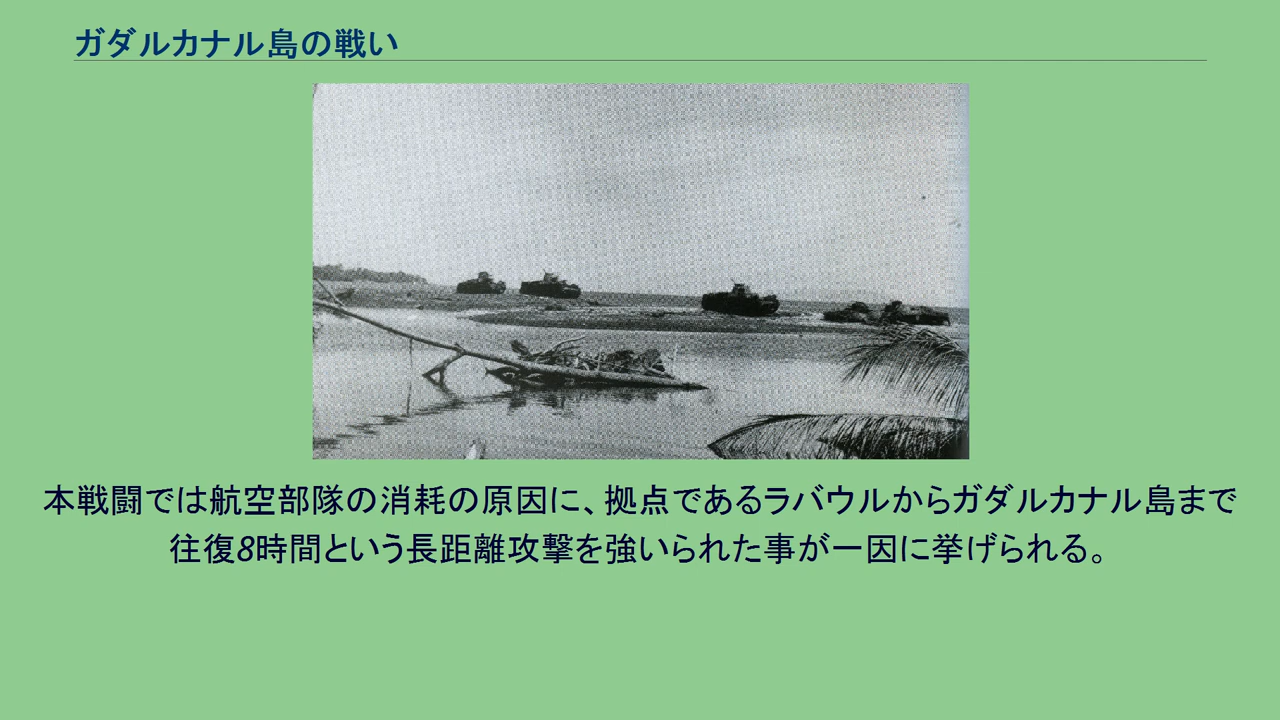 ガダルカナル島の戦い
本戦闘では航空部隊の消耗の原因に、拠点であるラバウルからガダルカナル島まで
往復8時間という長距離攻撃を強いられた事が一因に挙げられる。